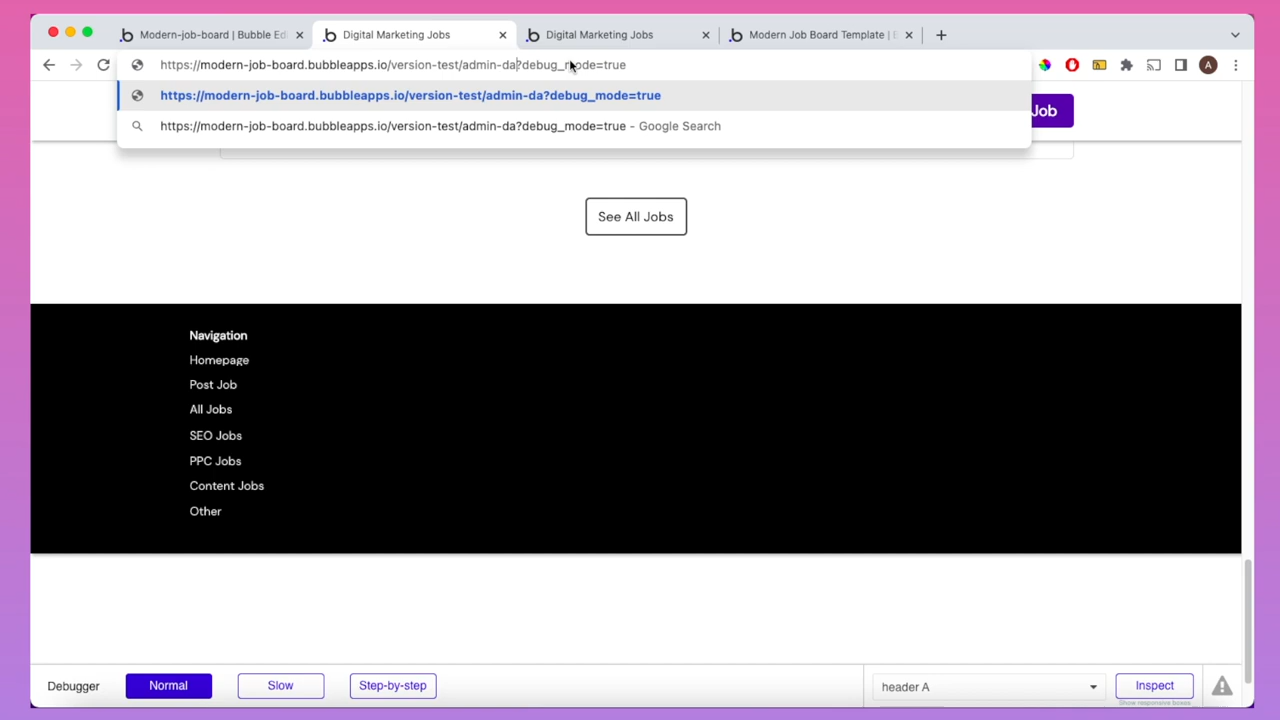 Modern-job-board | Bubble Ed
Digital Marketing Jobs
Digital Marketing Jobs
Modern Job Board Template | E
https://modern-job-board.bubbleapps.io/version-test/admin-da?debug_mode=true
A
https://modern-job-board.bubbleapps.io/version-test/admin-da?debug_mode=true
https://modern-job-board.bubbleapps.io/version-test/admin-da?debug_mode=true - Google Search
Job
See All Jobs
Navigation
Homepage
Post Job
All Jobs
SEO Jobs
PPC Jobs
Content Jobs
Other
Debugger
Normal
Slow
Step-by-step
header A
Inspect
Show responsive boxes